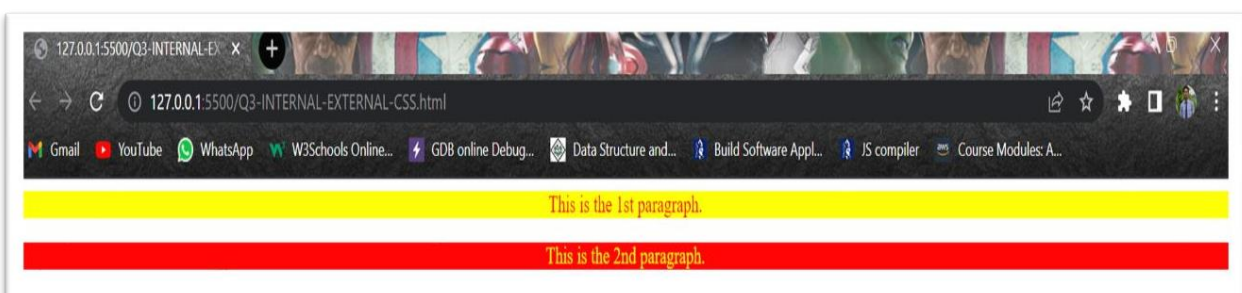 127.0.0.1:5500/Q3-INTERNAL-EX
127.0.0.1:5500/Q3-INTERNAL-EXTERNAL-CSS.html
Gmail YouTube WhatsApp W3Schools Online... GDB online Debug... Data Structure and... Build Software Appl... JS compiler aws Course Modules: A...
This is the 1st paragraph.
This is the 2nd paragraph.